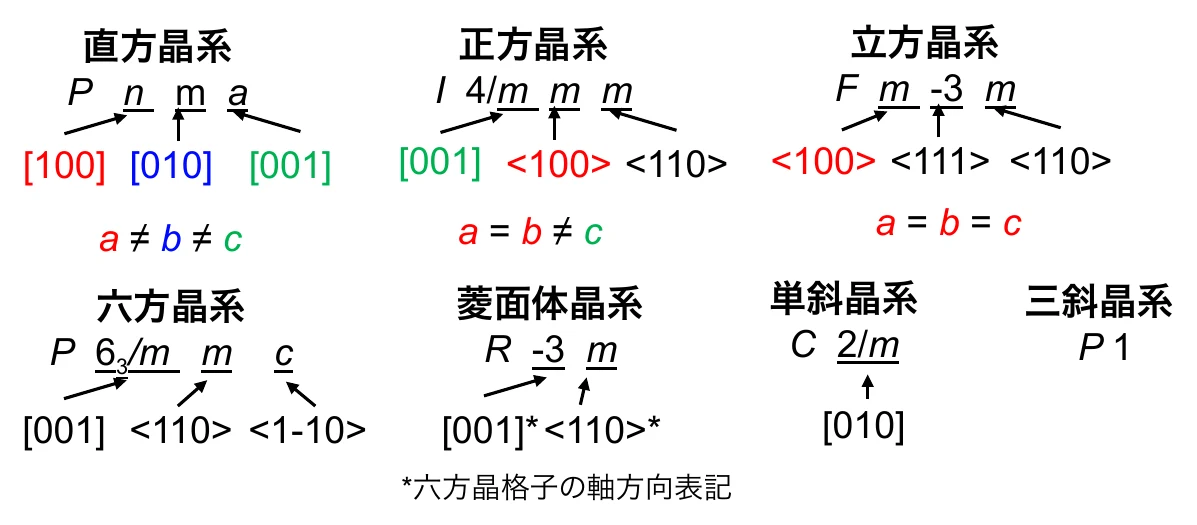 直方晶系
P n m a
[100] [010] [001]
a ≠ b ≠ c
正方晶系
I 4/m m m
[001] <100> <110>
a = b ≠ c
立方晶系
F m -3 m
<100> <111> <110>
a = b = c
六方晶系
P 6₃/m m c
[001] <110> <1-10>
菱面体晶系
R -3 m
[001]* <110>*
*六方晶格子の軸方向表記
単斜晶系
C 2/m
[010]
三斜晶系
P 1